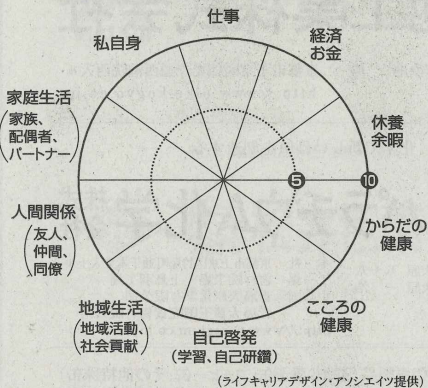 仕事
経済
お金
休養
余暇
5
10
からだの
健康
こころの
健康
自己啓発
(学習、自己研鑽)
地域生活
(地域活動、
社会貢献)
人間関係
(友人、
仲間、
同僚)
家庭生活
(家族、
配偶者、
パートナー)
私自身
(ライフキャリアデザイン・アソシエイツ提供)